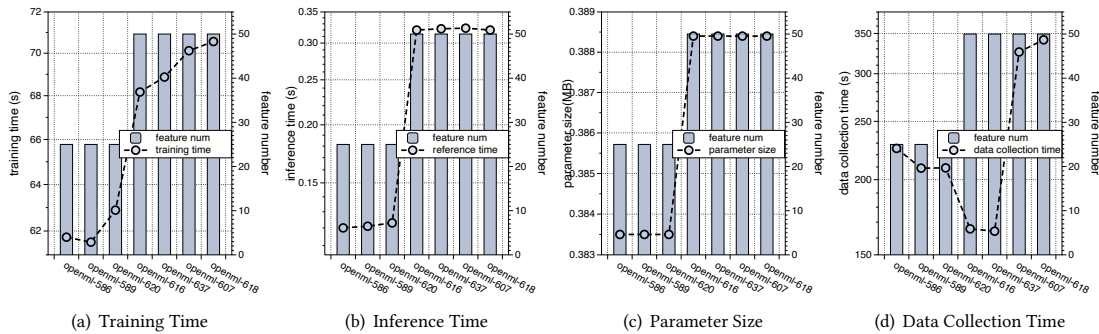 72
70
68
66
64
62
training time (s)
50
40
30
20
10
0
feature number
feature num
training time
openml-586
openml-589
openml-620
openml-616
openml-637
openml-607
openml-618
(a) Training Time
0.35
0.30
0.25
0.20
0.15
inference time(s)
50
40
30
20
10
0
feature number
feature num
reference time
openml-586
openml-589
openml-620
openml-616
openml-637
openml-607
openml-618
(b) Inference Time
0.389
0.388
0.387
0.386
0.385
0.384
0.383
parameter size(MB)
50
40
30
20
10
0
feature number
feature num
parameter size
openml-586
openml-589
openml-620
openml-616
openml-637
openml-607
openml-618
(c) Parameter Size
350
300
250
200
150
data collection time (s)
50
40
30
20
10
0
feature number
feature num
data collection time
openml-586
openml-589
openml-620
openml-616
openml-637
openml-607
openml-618
(d) Data Collection Time